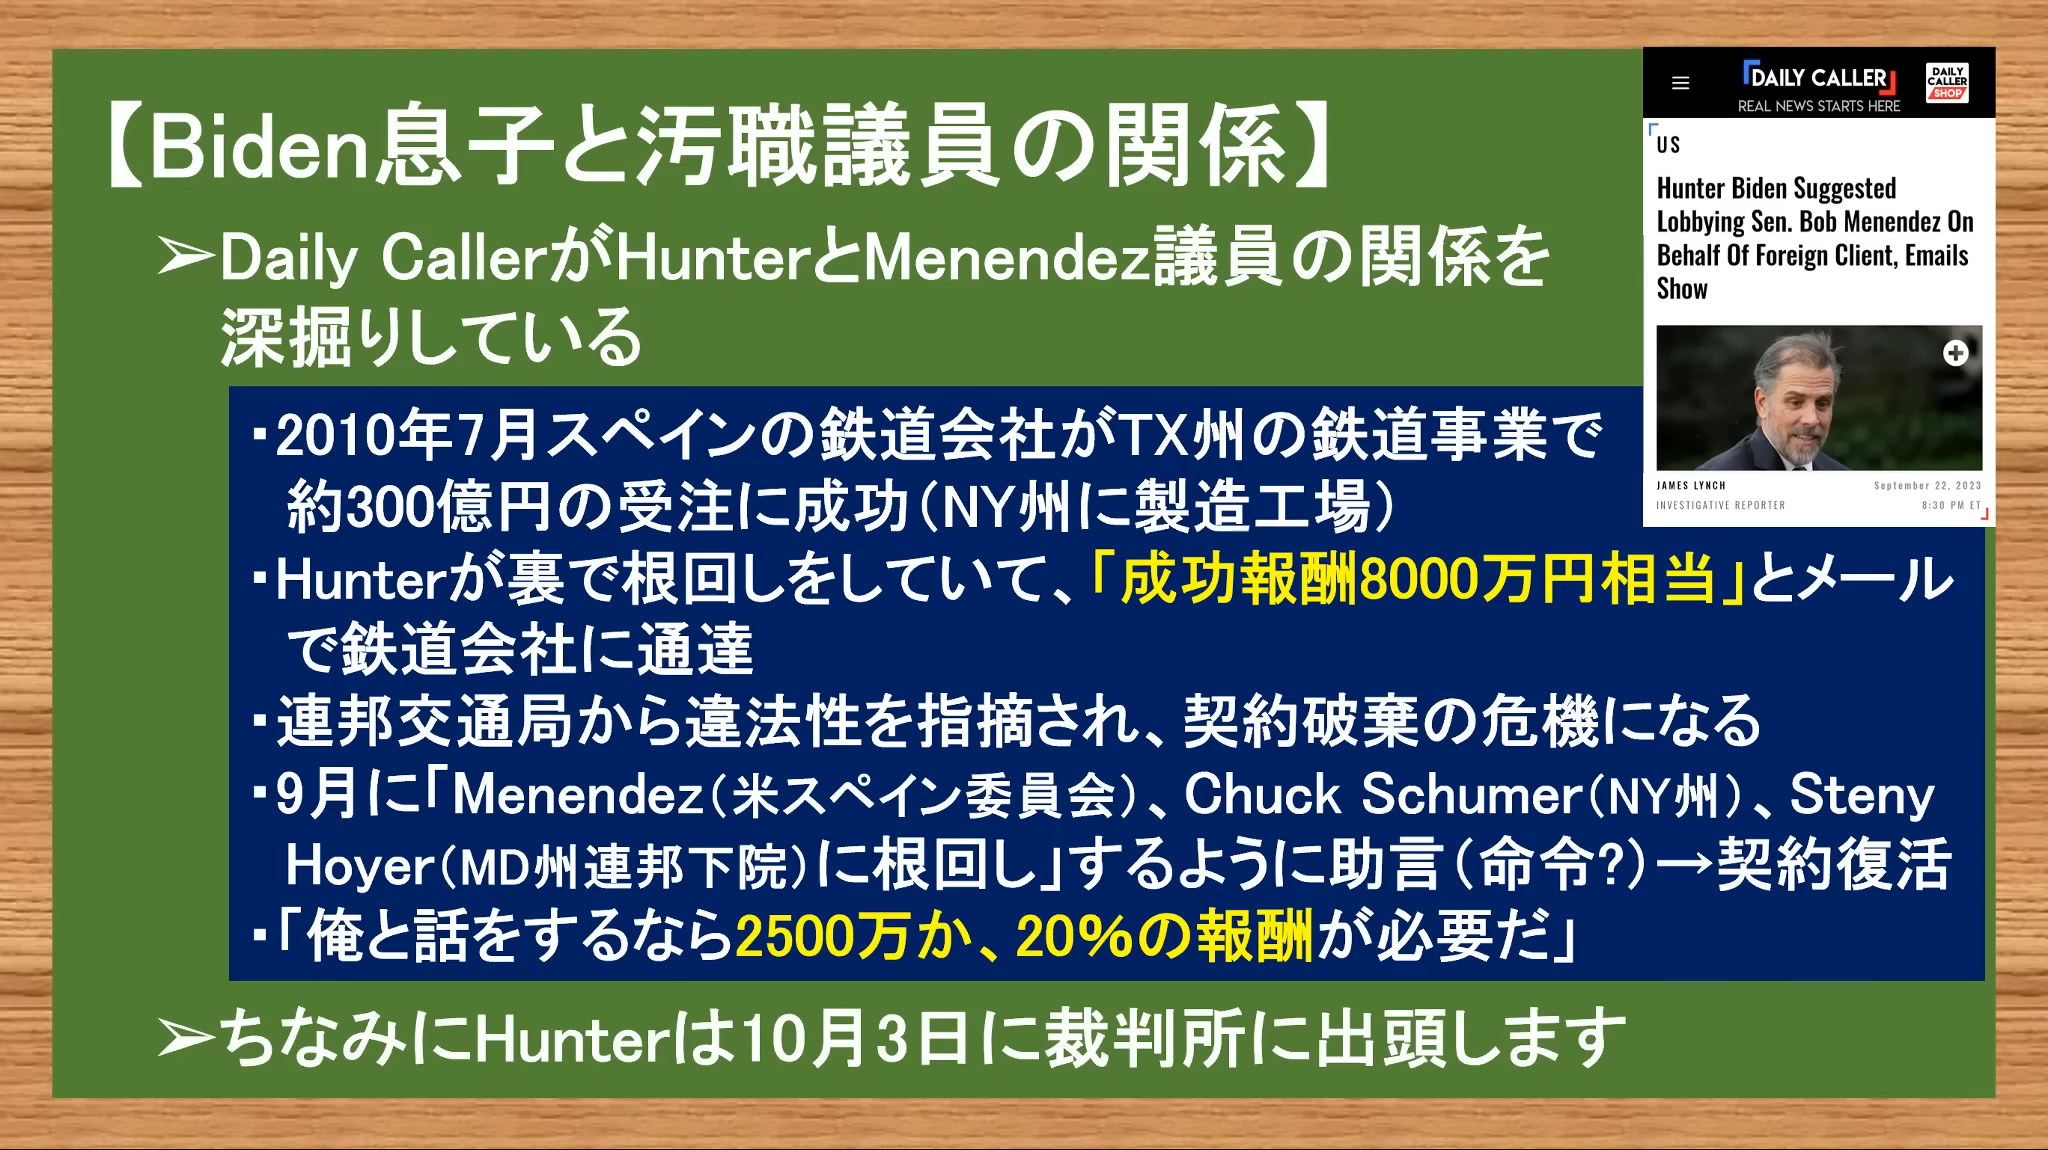 【Biden息子と汚職議員の関係】
➢Daily CallerがHunterとMenendez議員の関係を
深掘りしている
・2010年7月スペインの鉄道会社がTX州の鉄道事業で
約300億円の受注に成功（NY州に製造工場）
・Hunterが裏で根回しをしていて、「成功報酬8000万円相当」とメール
で鉄道会社に通達
・連邦交通局から違法性を指摘され、契約破棄の危機になる
・9月に「Menendez（米スペイン委員会）、Chuck Schumer（NY州）、Steny
Hoyer（MD州連邦下院）に根回し」するように助言（命令？）→契約復活
・「俺と話をするなら2500万か、20%の報酬が必要だ」
➢ちなみにHunterは10月3日に裁判所に出頭します
DAILY CALLER
REAL NEWS STARTS HERE
DAILY
CALLER
SHOP
US
Hunter Biden Suggested
Lobbying Sen. Bob Menendez On
Behalf Of Foreign Client, Emails
Show
JAMES LYNCH
INVESTIGATIVE REPORTER
September 22, 2023
8:30 PM ET